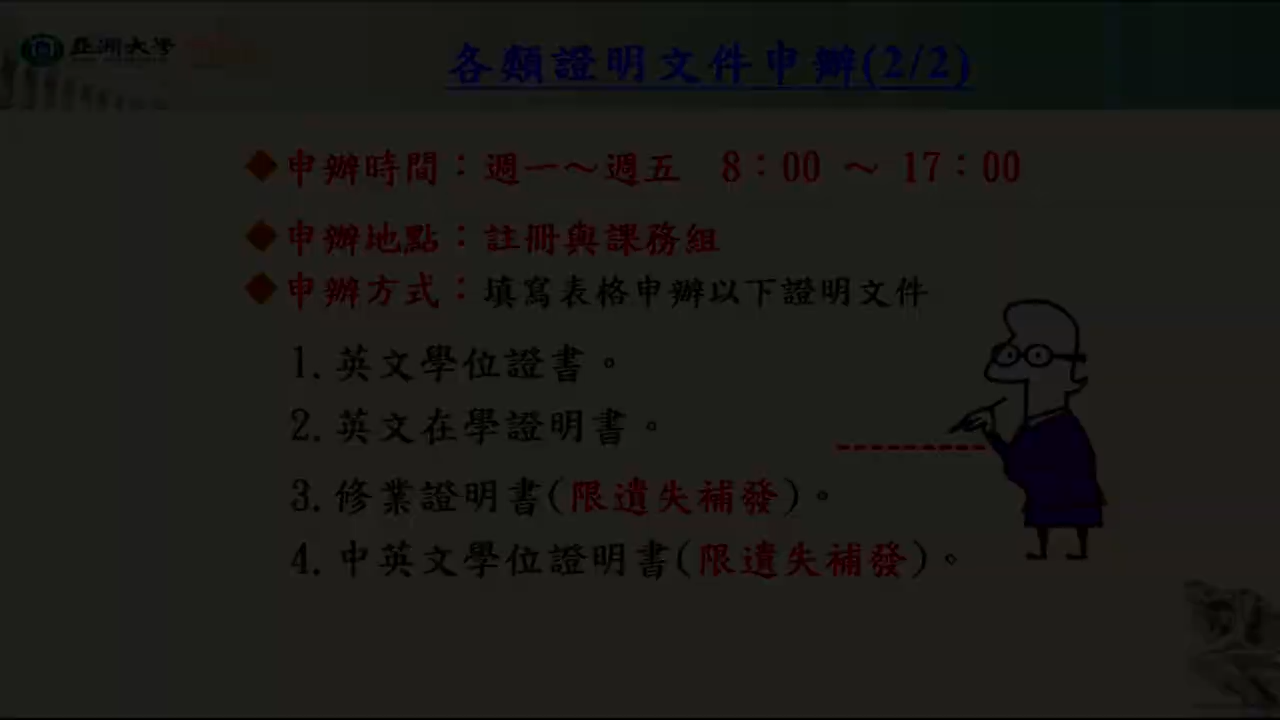 亞洲大學
各類證明文件申辦(2/2)
◆申辦時間：週一～週五 8：00 ～ 17：00
◆申辦地點：註冊與課務組
◆申辦方式：填寫表格申辦以下證明文件
1.英文學位證書。
2.英文在學證明書。
3.修業證明書(限遺失補發)。
4.中英文學位證明書(限遺失補發)。